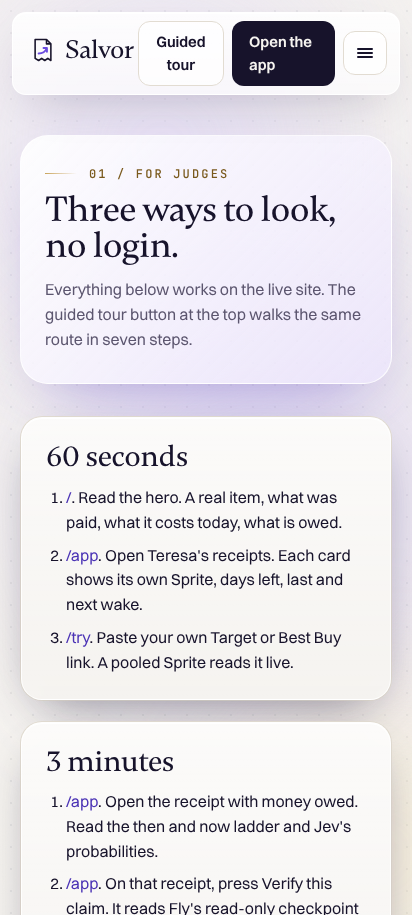 Salvor
Guided
tour
Open the
app
01 / FOR JUDGES
Three ways to look,
no login.
Everything below works on the live site. The
guided tour button at the top walks the same
route in seven steps.
60 seconds
1. /. Read the hero. A real item, what was
paid, what it costs today, what is owed.
2. /app. Open Teresa's receipts. Each card
shows its own Sprite, days left, last and
next wake.
3. /try. Paste your own Target or Best Buy
link. A pooled Sprite reads it live.
3 minutes
1. /app. Open the receipt with money owed.
Read the then and now ladder and Jev's
probabilities.
2. /app. On that receipt, press Verify this
claim. It reads Fly's read-only checkpoint